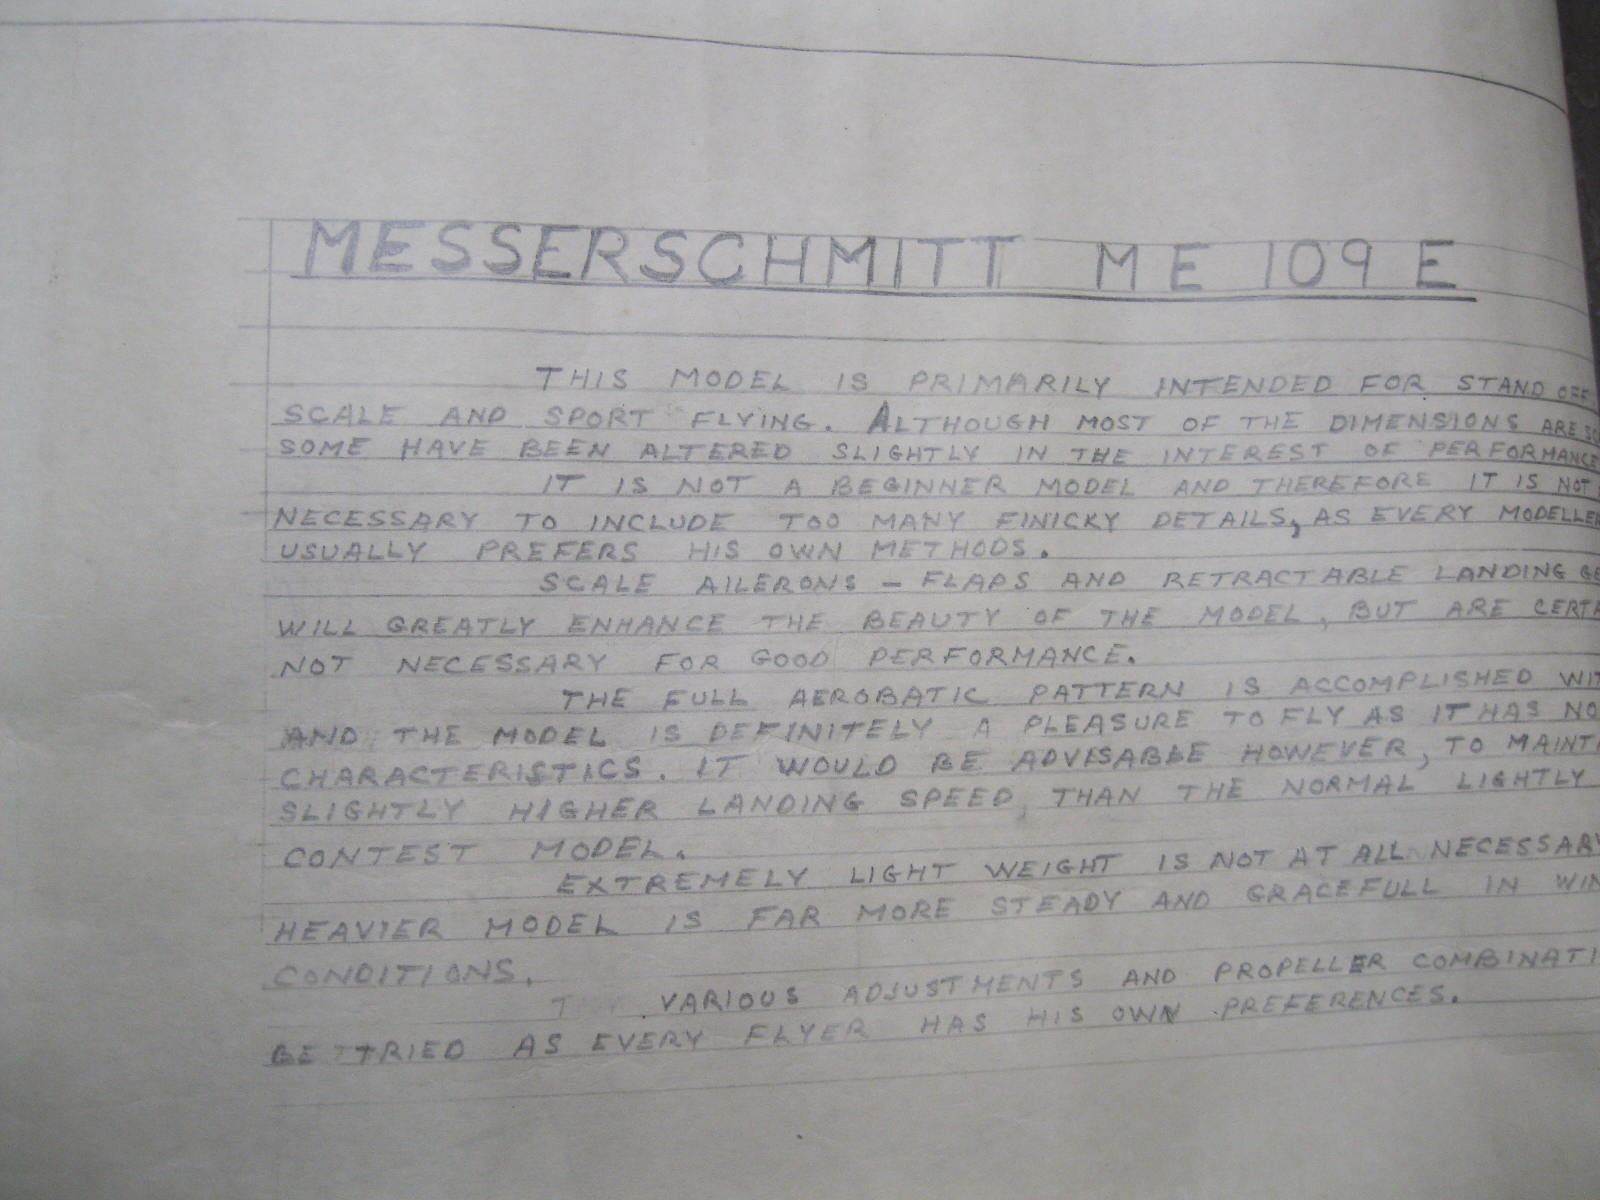 MESSERSCHMITT ME 109 E
THIS MODEL IS PRIMARILY INTENDED FOR STAND OFF
SCALE AND SPORT FLYING. ALTHOUGH MOST OF THE DIMENSIONS ARE
SOME HAVE BEEN ALTERED SLIGHTLY IN THE INTEREST OF PERFORMANCE
IT IS NOT A BEGINNER MODEL AND THEREFORE IT IS NOT
NECESSARY TO INCLUDE TOO MANY FINICKY DETAILS, AS EVERY MODELLER
USUALLY PREFERS HIS OWN METHODS.
SCALE AILERONS - FLAPS AND RETRACTABLE LANDING
WILL GREATLY ENHANCE THE BEAUTY OF THE MODEL, BUT ARE
NOT NECESSARY FOR GOOD PERFORMANCE.
THE FULL AEROBATIC PATTERN IS ACCOMPLISHED
AND THE MODEL IS DEFINITELY A PLEASURE TO FLY AS IT HAS NO
CHARACTERISTICS. IT WOULD BE ADVISABLE HOWEVER, TO
SLIGHTLY HIGHER LANDING SPEED, THAN THE NORMAL LIGHTLY
CONTEST MODEL.
EXTREMELY LIGHT WEIGHT IS NOT AT ALL NECESSARY
HEAVIER MODEL IS FAR MORE STEADY AND GRACEFULL IN
CONDITIONS.
VARIOUS ADJUSTMENTS AND PROPELLER
BE TRIED AS EVERY FLYER HAS HIS OWN PREFERENCES.